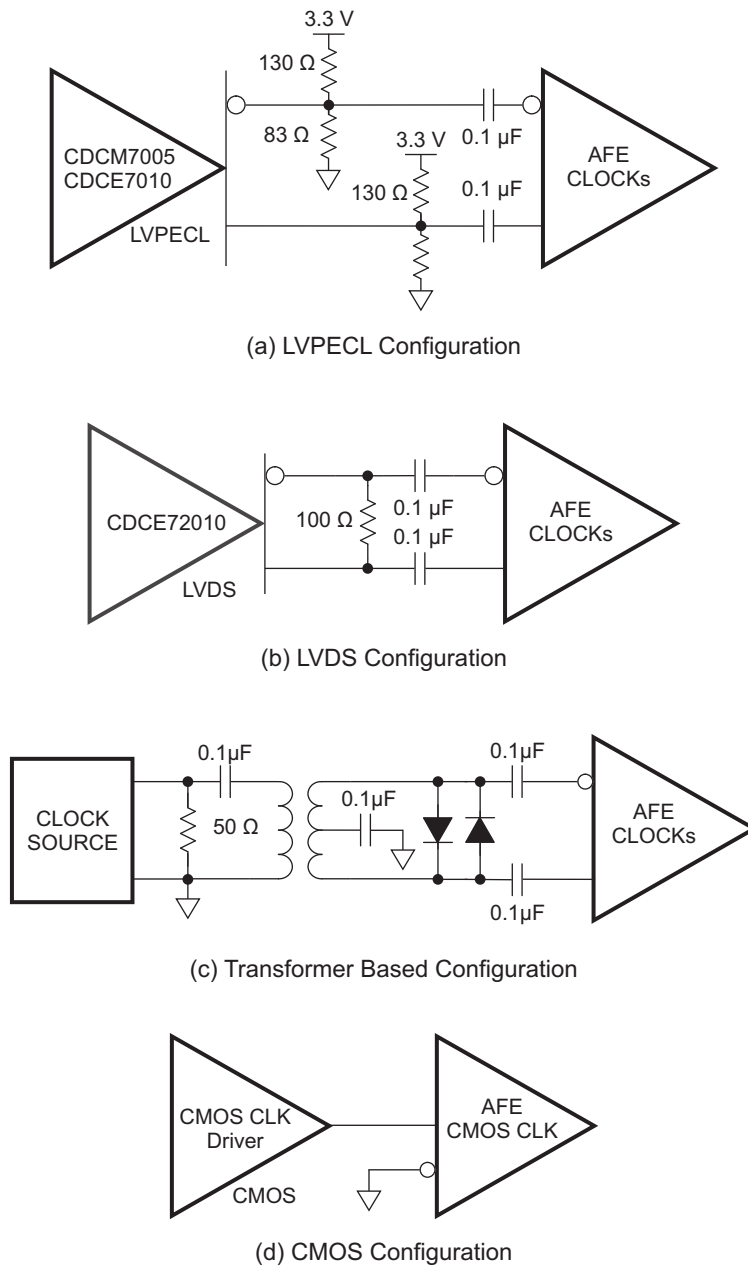 3.3 V
130 Ω
83 Ω
3.3 V
130 Ω
0.1 μF
0.1 μF
CDCM7005
CDCE7010
LVPECL
AFE
CLOCKs
(a) LVPECL Configuration
CDCE72010
LVDS
100 Ω
0.1 μF
0.1 μF
AFE
CLOCKs
(b) LVDS Configuration
CLOCK
SOURCE
0.1μF
50 Ω
0.1μF
0.1μF
0.1μF
AFE
CLOCKs
(c) Transformer Based Configuration
CMOS CLK
Driver
CMOS
AFE
CMOS CLK
(d) CMOS Configuration